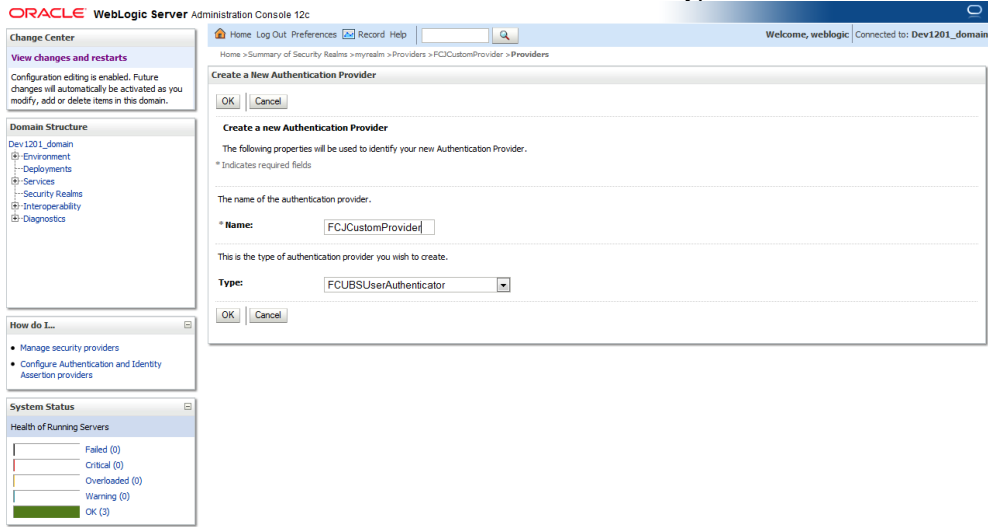 ORACLE WebLogic Server Administration Console 12c
Change Center
View changes and restarts
Configuration editing is enabled. Future
changes will automatically be activated as you
modify, add or delete items in this domain.
Domain Structure
Dev1201_domain
Environment
Deployments
Services
Security Realms
Interoperability
Diagnostics
How do I...
Manage security providers
Configure Authentication and Identity
Assertion providers
System Status
Health of Running Servers
Failed (0)
Critical (0)
Overloaded (0)
Warning (0)
OK (3)
Home Log Out Preferences Record Help
Welcome, weblogic Connected to: Dev1201_domain
Home >Summary of Security Realms >myrealm >Providers >FCJCustomProvider >Providers
Create a New Authentication Provider
OK Cancel
Create a new Authentication Provider
The following properties will be used to identify your new Authentication Provider.
* Indicates required fields
The name of the authentication provider.
* Name: FCJCustomProvider
This is the type of authentication provider you wish to create.
Type: FCUBSUserAuthenticator
OK Cancel